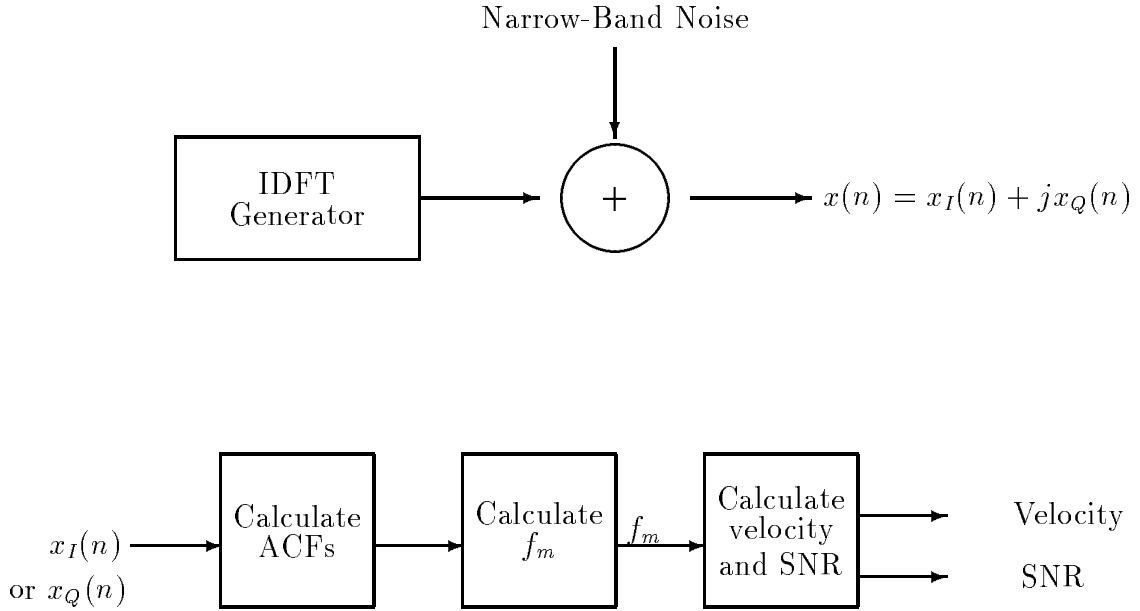 Narrow-Band Noise
IDFT
Generator
+
x(n) = x_I(n) + jx_Q(n)
x_I(n)
or x_Q(n)
Calculate
ACFs
Calculate
f_m
f_m
Calculate
velocity
and SNR
Velocity
SNR